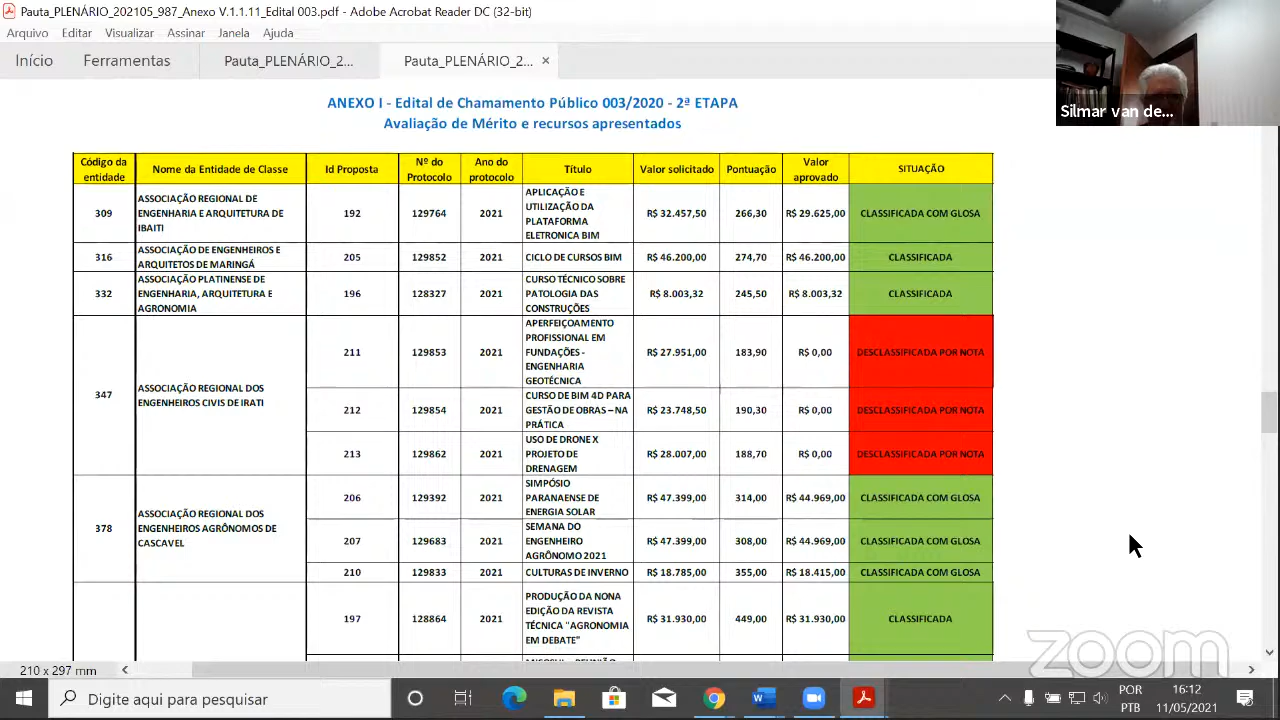 Pauta_PLENÁRIO_202105_987_Anexo V.1.1.11_Edital 003.pdf - Adobe Acrobat Reader DC (32-bit)
Arquivo Editar Visualizar Assinar Janela Ajuda
Início Ferramentas Pauta_PLENÁRIO_2... Pauta_PLENÁRIO_2... ×
Silmar van de...
ANEXO I - Edital de Chamamento Público 003/2020 - 2ª ETAPA
Avaliação de Mérito e recursos apresentados
Código da entidade
Nome da Entidade de Classe
Id Proposta
Nº do Protocolo
Ano do protocolo
Título
Valor solicitado
Pontuação
Valor aprovado
SITUAÇÃO
309
ASSOCIAÇÃO REGIONAL DE
ENGENHARIA E ARQUITETURA DE
IBAITI
192 129764 2021
APLICAÇÃO E
UTILIZAÇÃO DA
PLATAFORMA
ELETRONICA BIM
R$ 32.457,50 266,30 R$ 29.625,00 CLASSIFICADA COM GLOSA
316
ASSOCIAÇÃO DE ENGENHEIROS E
ARQUITETOS DE MARINGÁ
205 129852 2021 CICLO DE CURSOS BIM R$ 46.200,00 274,70 R$ 46.200,00 CLASSIFICADA
332
ASSOCIAÇÃO PLATINENSE DE
ENGENHARIA, ARQUITETURA E
AGRONOMIA
196 128327 2021
CURSO TÉCNICO SOBRE
PATOLOGIA DAS
CONSTRUÇÕES
R$ 8.003,32 245,50 R$ 8.003,32 CLASSIFICADA
347
ASSOCIAÇÃO REGIONAL DOS
ENGENHEIROS CIVIS DE IRATI
211 129853 2021
APERFEIÇOAMENTO
PROFISSIONAL EM
FUNDAÇÕES -
ENGENHARIA
GEOTÉCNICA
R$ 27.951,00 183,90 R$ 0,00 DESCLASSIFICADA POR NOTA
212 129854 2021
CURSO DE BIM 4D PARA
GESTÃO DE OBRAS – NA
PRÁTICA
R$ 23.748,50 190,30 R$ 0,00 DESCLASSIFICADA POR NOTA
213 129862 2021
USO DE DRONE X
PROJETO DE
DRENAGEM
R$ 28.007,00 188,70 R$ 0,00 DESCLASSIFICADA POR NOTA
378
ASSOCIAÇÃO REGIONAL DOS
ENGENHEIROS AGRÔNOMOS DE
CASCAVEL
206 129392 2021
SIMPÓSIO
PARANAENSE DE
ENERGIA SOLAR
R$ 47.399,00 314,00 R$ 44.969,00 CLASSIFICADA COM GLOSA
207 129683 2021
SEMANA DO
ENGENHEIRO
AGRÔNOMO 2021
R$ 47.399,00 308,00 R$ 44.969,00 CLASSIFICADA COM GLOSA
210 129833 2021 CULTURAS DE INVERNO R$ 18.785,00 355,00 R$ 18.415,00 CLASSIFICADA COM GLOSA
197 128864 2021
PRODUÇÃO DA NONA
EDIÇÃO DA REVISTA
TÉCNICA "AGRONOMIA
EM DEBATE"
R$ 31.930,00 449,00 R$ 31.930,00 CLASSIFICADA
zoom
210 x 297 mm
Digite aqui para pesquisar
POR
PTB
16:12
11/05/2021